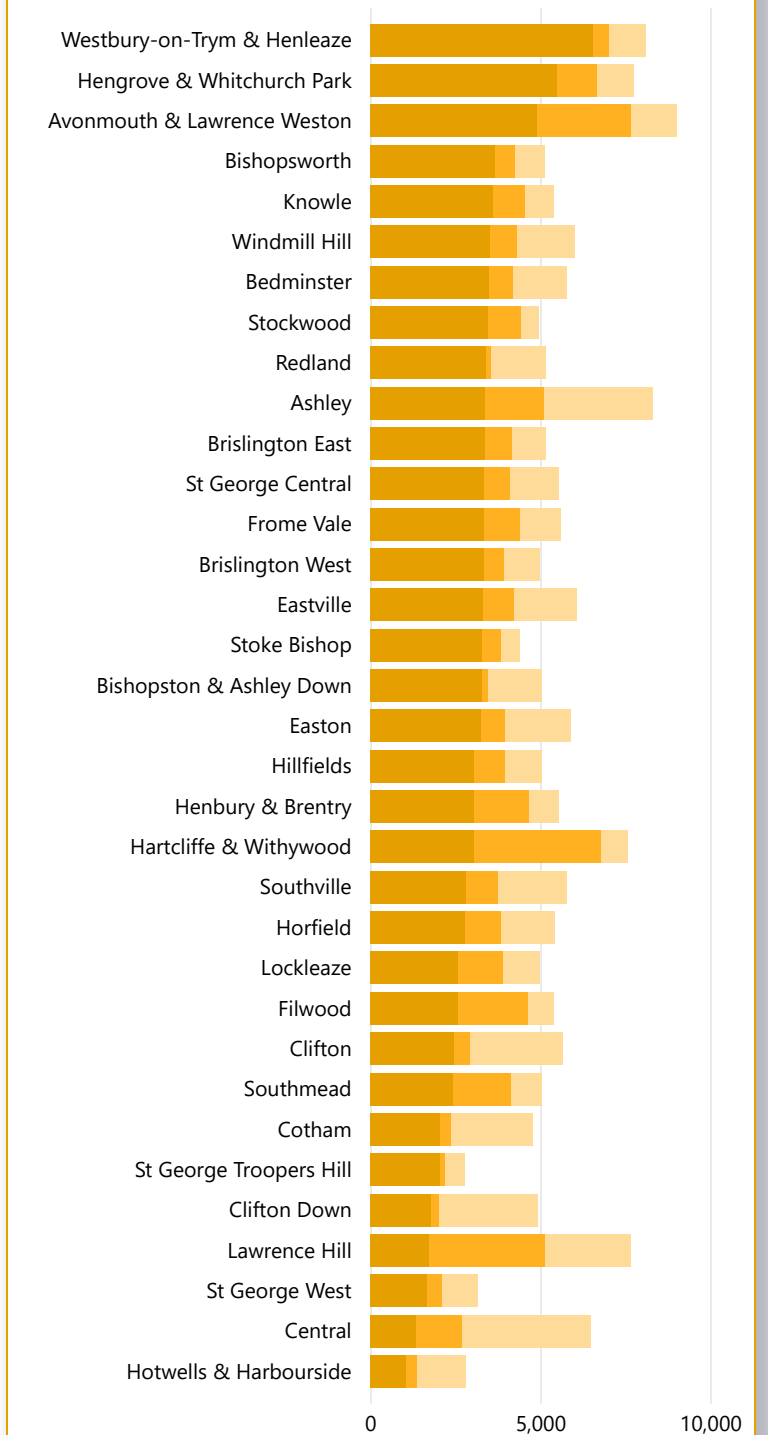 Westbury-on-Trym & Henleaze
Hengrove & Whitchurch Park
Avonmouth & Lawrence Weston
Bishopsworth
Knowle
Windmill Hill
Bedminster
Stockwood
Redland
Ashley
Brislington East
St George Central
Frome Vale
Brislington West
Eastville
Stoke Bishop
Bishopston & Ashley Down
Easton
Hillfields
Henbury & Brentry
Hartcliffe & Withywood
Southville
Horfield
Lockleaze
Filwood
Clifton
Southmead
Cotham
St George Troopers Hill
Clifton Down
Lawrence Hill
St George West
Central
Hotwells & Harbourside
0 5,000 10,000